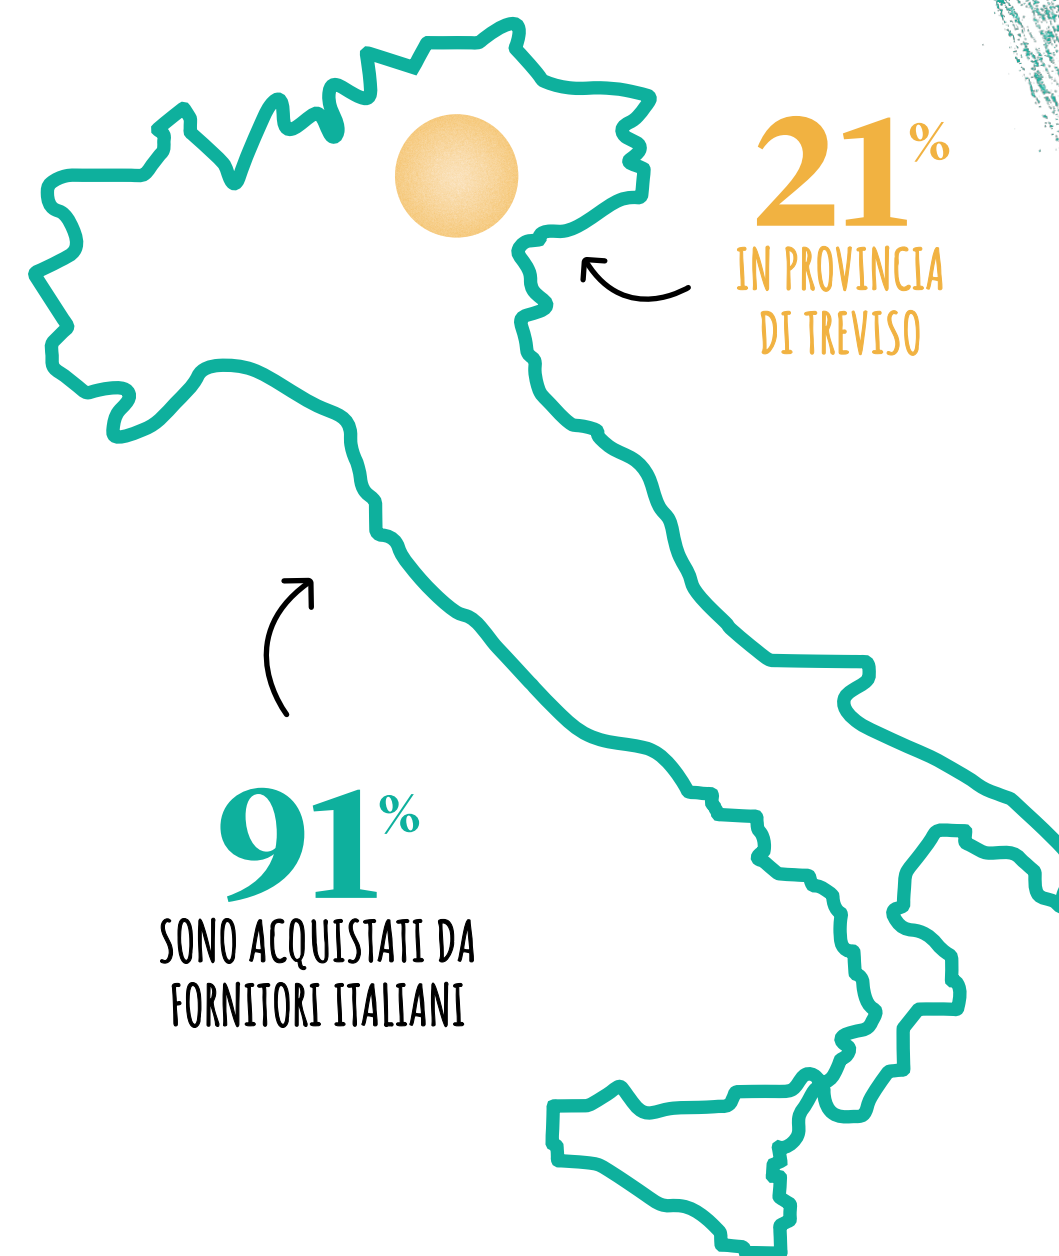 21%
IN PROVINCIA
DI TREVISO
91%
SONO ACQUISTATI DA
FORNITORI ITALIANI